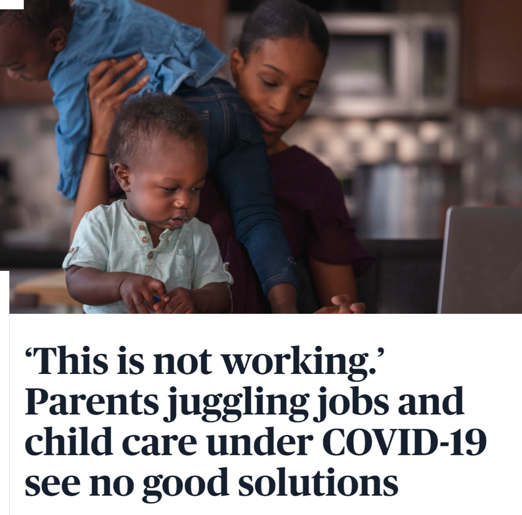 ‘This is not working.’
Parents juggling jobs and
child care under COVID-19
see no good solutions